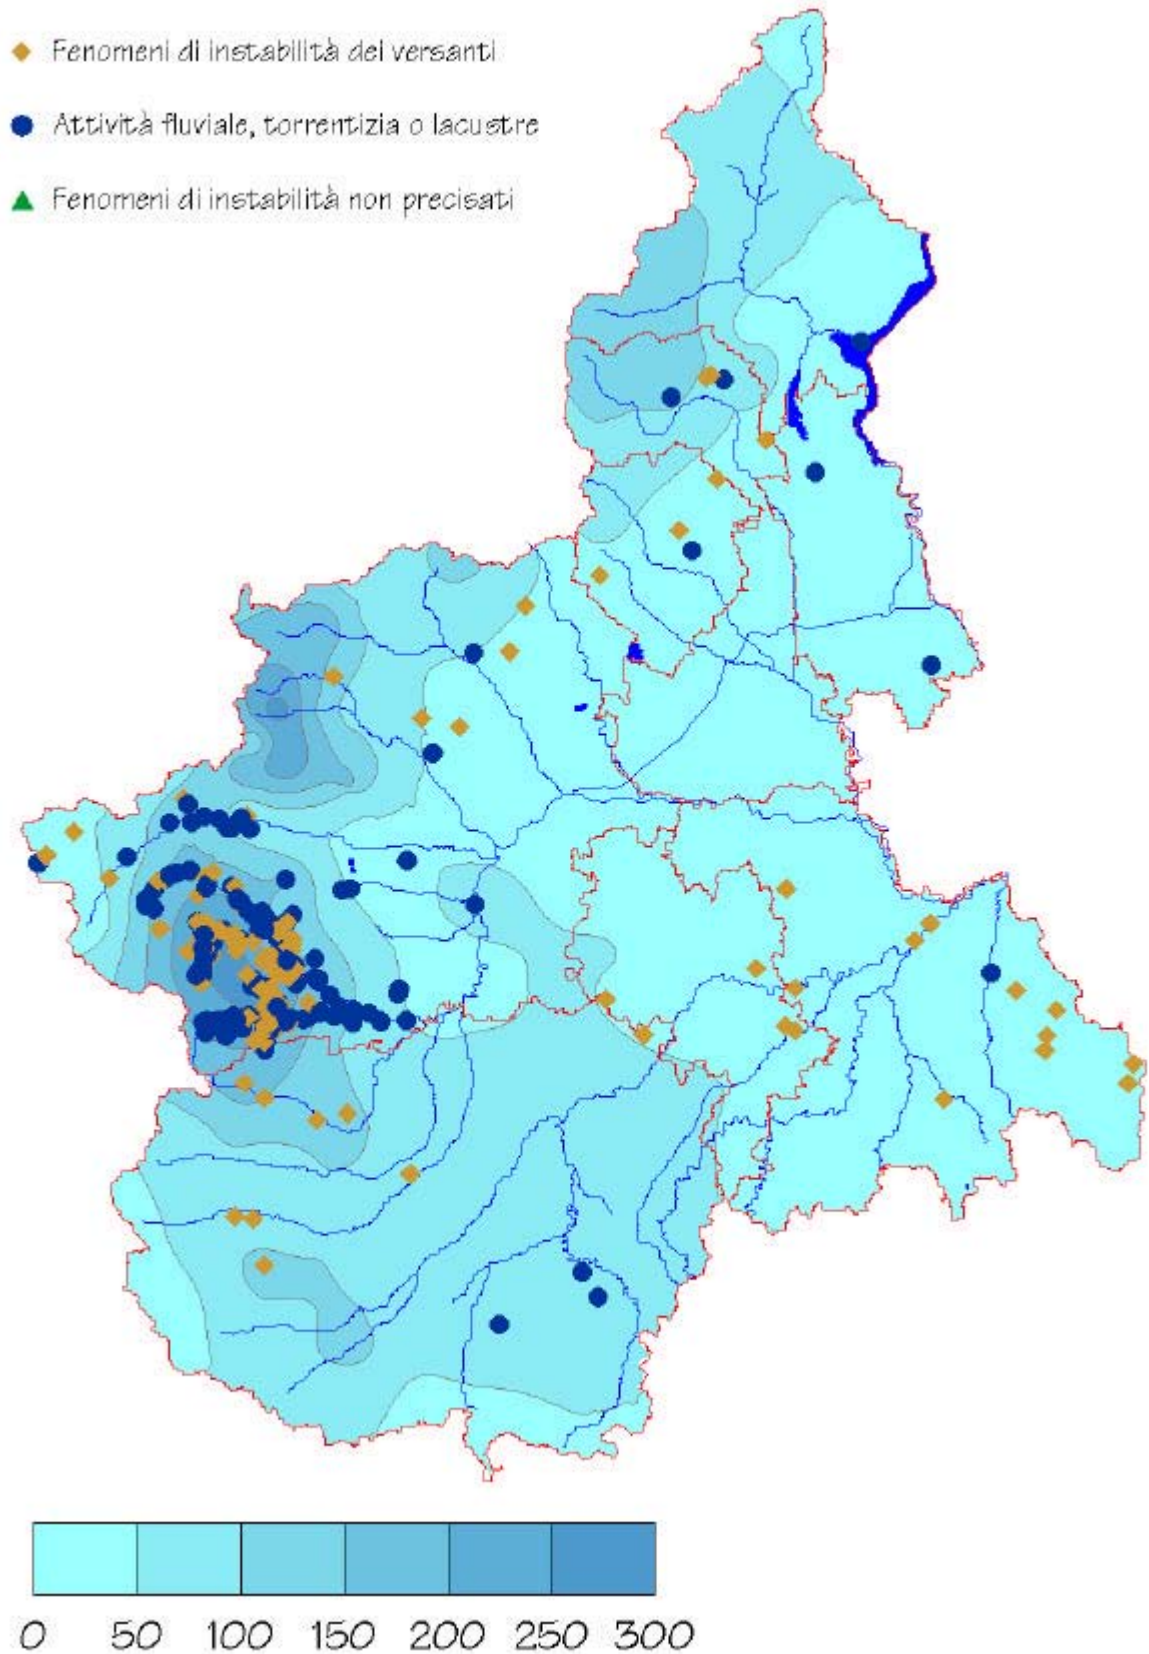 Fenomeni di instabilità dei versanti
Attività fluviale, torrentizia o lacustre
Fenomeni di instabilità non precisati
0 50 100 150 200 250 300